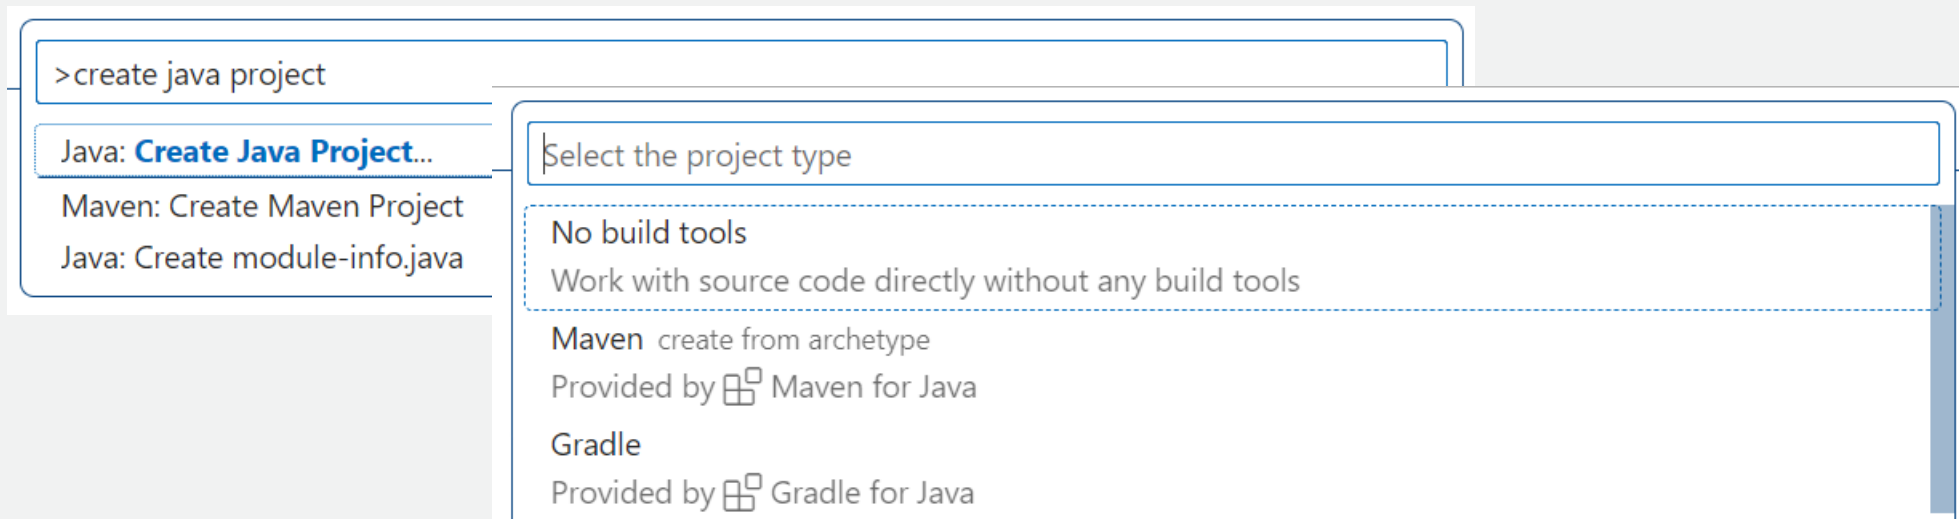 >create java project
Java: Create Java Project...
Maven: Create Maven Project
Java: Create module-info.java
Select the project type
No build tools
Work with source code directly without any build tools
Maven create from archetype
Provided by Maven for Java
Gradle
Provided by Gradle for Java